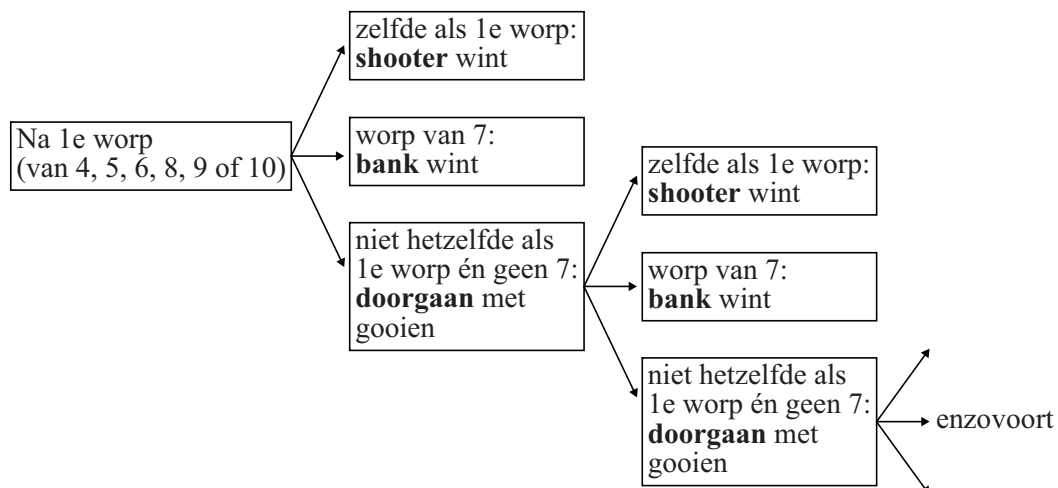 zelfde als 1e worp:
shooter wint
Na 1e worp
(van 4, 5, 6, 8, 9 of 10)
worp van 7:
bank wint
niet hetzelfde als
1e worp én geen 7:
doorgaan met
gooien
zelfde als 1e worp:
shooter wint
worp van 7:
bank wint
niet hetzelfde als
1e worp én geen 7:
doorgaan met
gooien
enzovoort